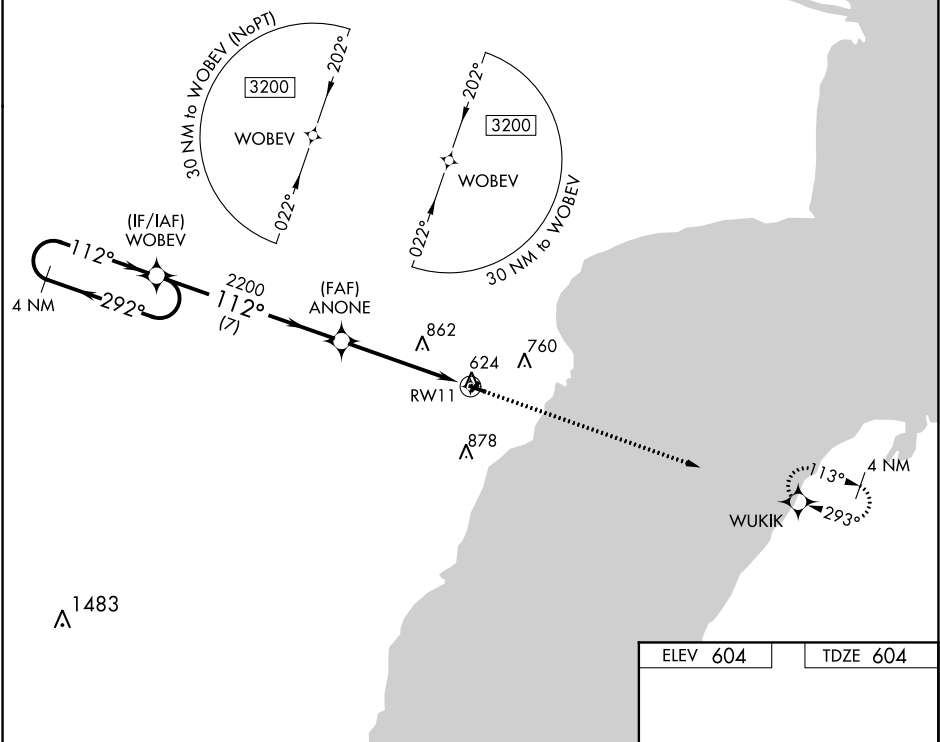 30 NM to WOBEV (NoPT)
202°
3200
WOBEV
022°
202°
3200
WOBEV
022°
30 NM to WOBEV
(IF/IAF)
WOBEV
112°
292°
4 NM
2200
112°
(7)
(FAF)
ANONE
862
760
624
RW11
878
113°
4 NM
293°
WUKIK
1483
ELEV 604
TDZE 604